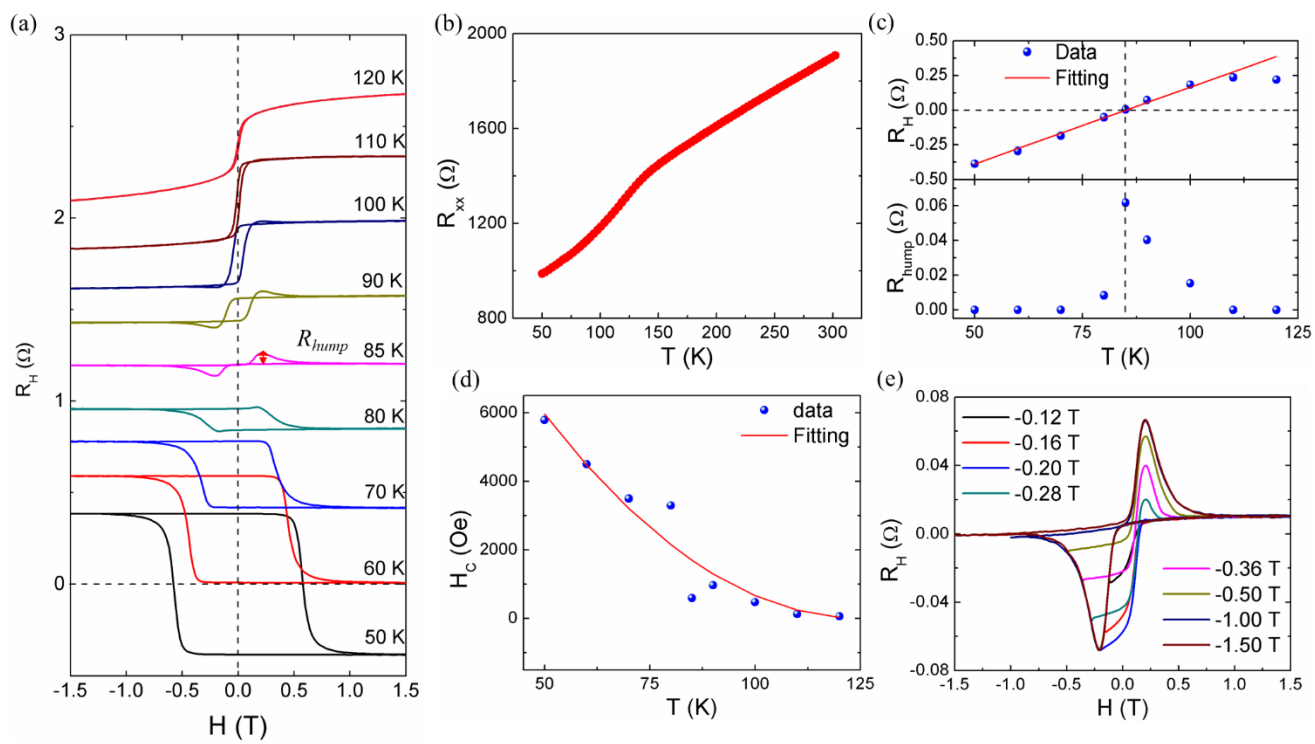 (a)
3
2
1
0
R_H (Ω)
120 K
110 K
100 K
90 K
85 K
R_hump
80 K
70 K
60 K
50 K
-1.5 -1.0 -0.5 0.0 0.5 1.0 1.5
H (T)
(b)
2000
1600
1200
800
R_xx (Ω)
50 100 150 200 250 300
T (K)
(c)
0.50
0.25
0.00
-0.25
-0.50
R_H (Ω)
Data
Fitting
0.06
0.04
0.02
0.00
R_hump (Ω)
50 75 100 125
T (K)
(d)
6000
4000
2000
0
H_C (Oe)
data
Fitting
50 75 100 125
T (K)
(e)
0.08
0.04
0.00
-0.04
-0.08
R_H (Ω)
-0.12 T
-0.16 T
-0.20 T
-0.28 T
-0.36 T
-0.50 T
-1.00 T
-1.50 T
-1.5 -1.0 -0.5 0.0 0.5 1.0 1.5
H (T)